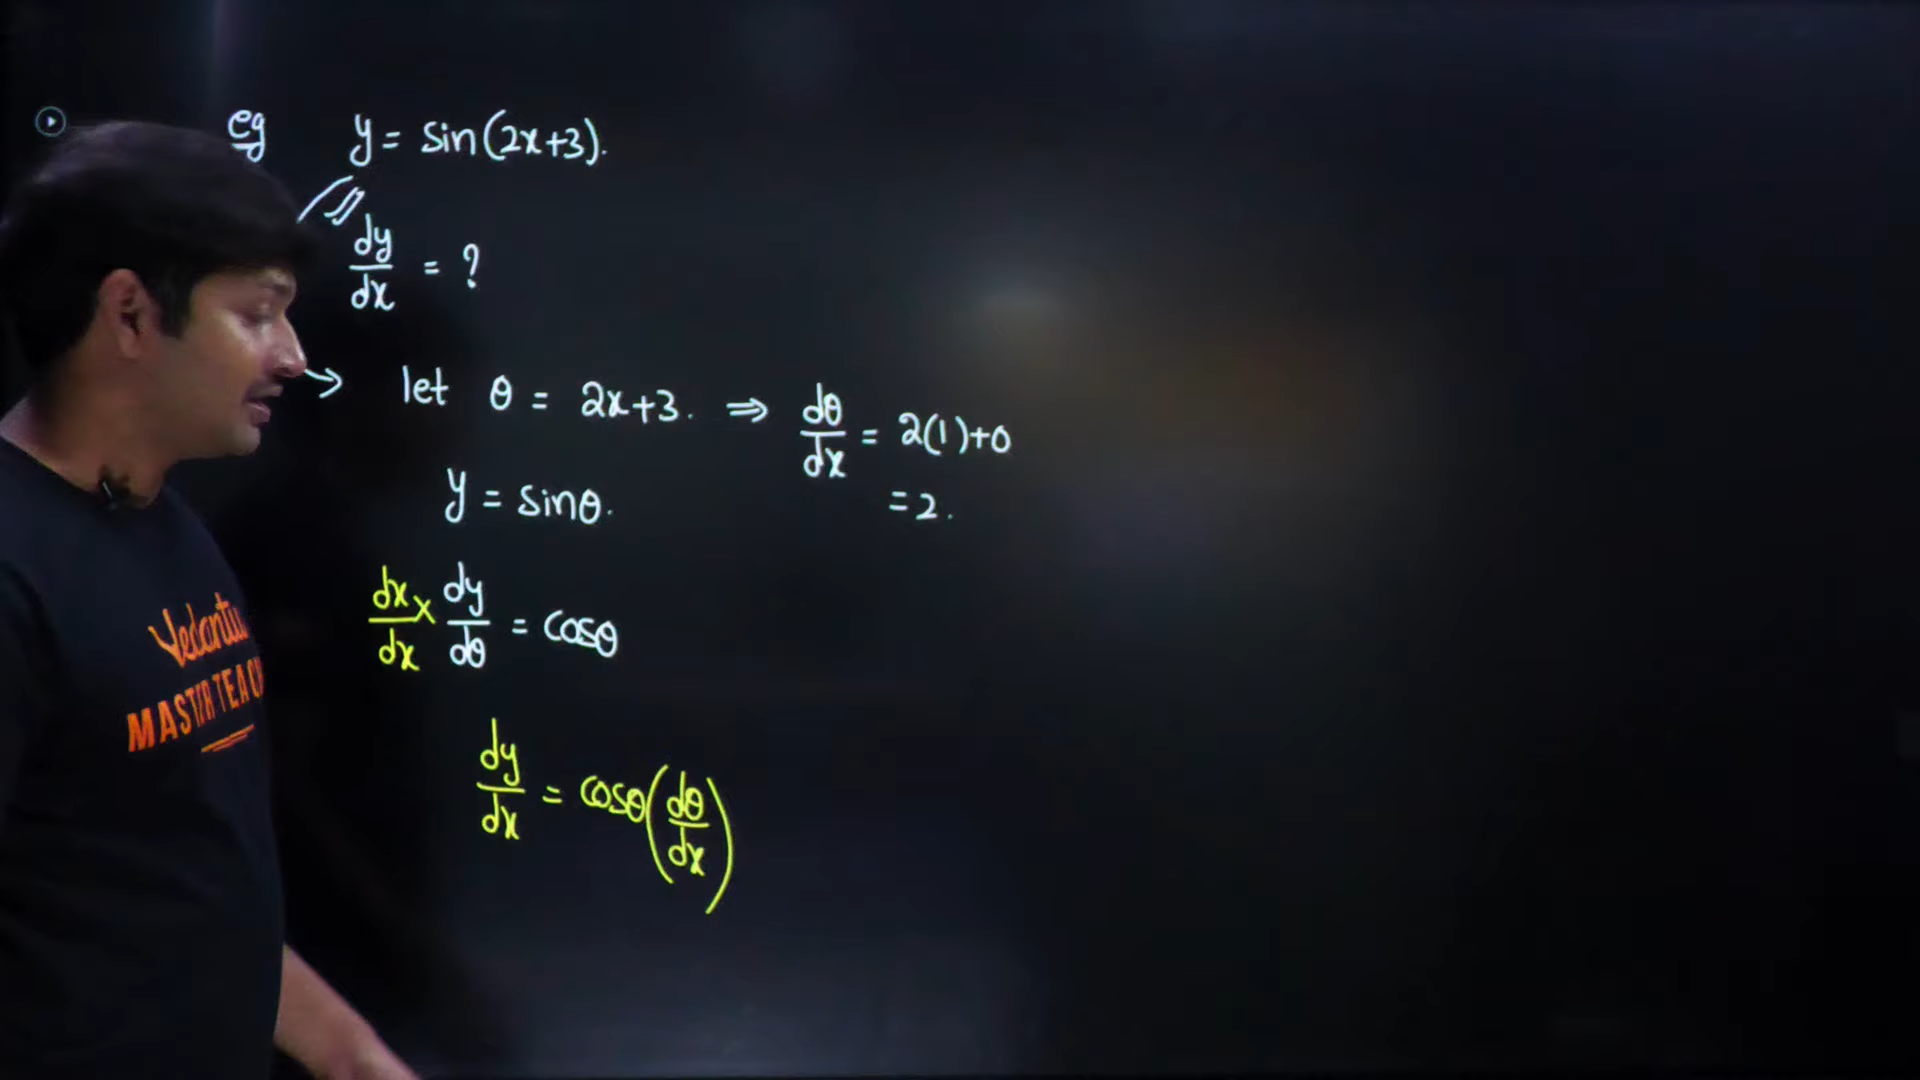 eg y = sin(2x+3).
dy/dx = ?
let θ = 2x+3. ⇒ dθ/dx = 2(1)+0
= 2.
y = sinθ.
dx/dx × dy/dθ = cosθ
dy/dx = cosθ(dθ/dx)
Vedantu
MASTER TEAC